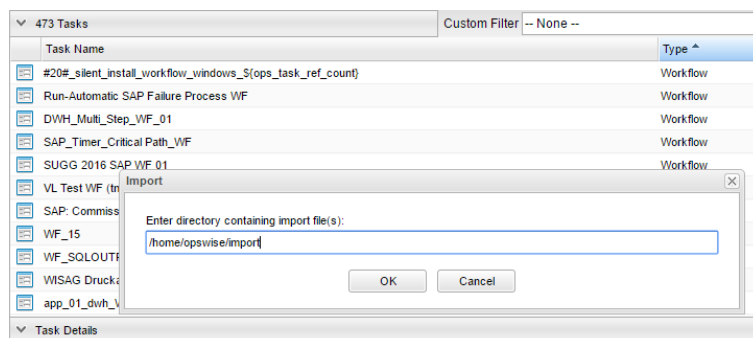 473 Tasks Custom Filter -- None --
Task Name Type
#20#_silent_install_workflow_windows_${ops_task_ref_count} Workflow
Run-Automatic SAP Failure Process WF Workflow
DWH_Multi_Step_WF_01 Workflow
SAP_Timer_Critical Path_WF Workflow
SUGG 2016 SAP WF 01 Workflow
VL Test WF
Import
SAP: Commiss
Enter directory containing import file(s):
WF_15
/home/opswise/import
WF_SQLOUTP
WISAG Drucka
OK Cancel
app_01_dwh_
Task Details